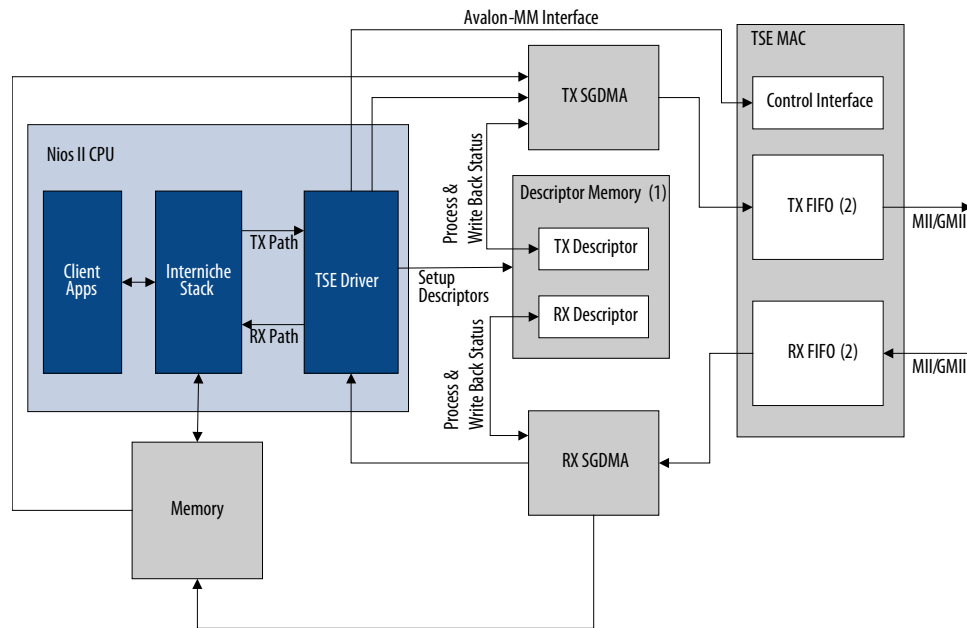 Avalon-MM Interface
TSE MAC
TX SGDMA
Control Interface
Nios II CPU
Process &
Write Back Status
Descriptor Memory (1)
TX FIFO (2)
MII/GMII
TX Path
TX Descriptor
Client
Apps
Interniche
Stack
TSE Driver
Setup
Descriptors
RX Descriptor
RX Path
RX FIFO (2)
MII/GMII
Process &
Write Back Status
RX SGDMA
Memory